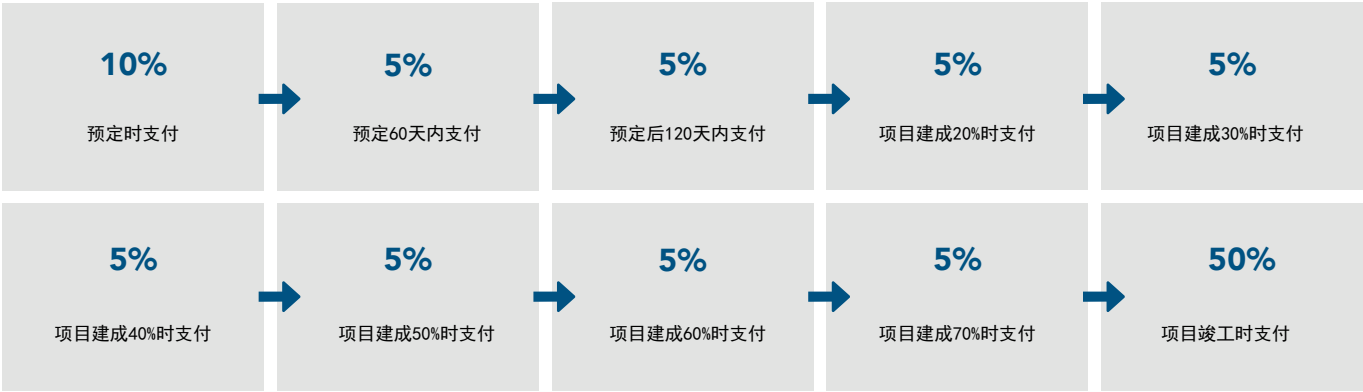 10%
预定时支付
5%
预定60天内支付
5%
预定后120天内支付
5%
项目建成20%时支付
5%
项目建成30%时支付
5%
项目建成40%时支付
5%
项目建成50%时支付
5%
项目建成60%时支付
5%
项目建成70%时支付
50%
项目竣工时支付